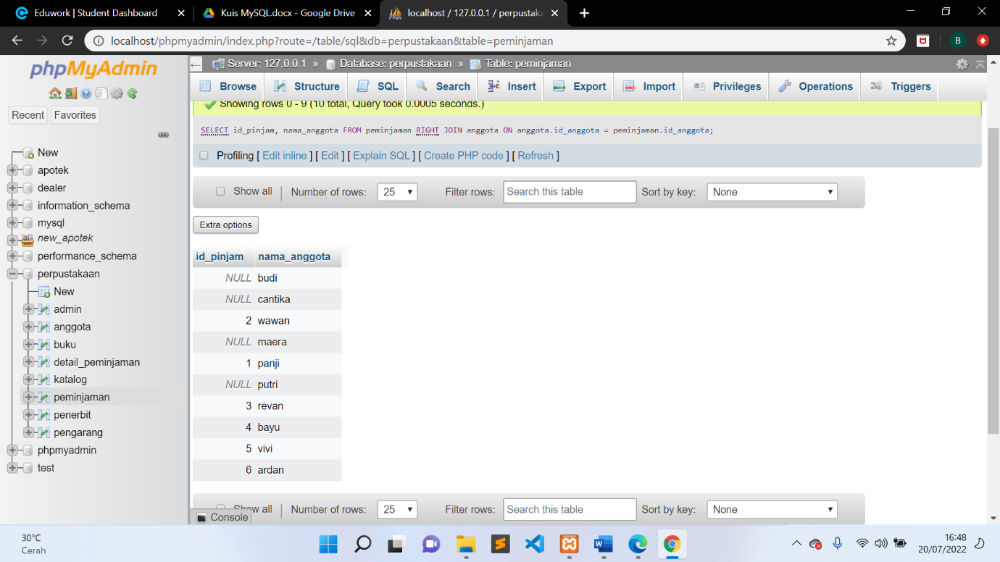 Eduwork | Student Dashboard
Kuis MySQL.docx - Google Drive
localhost / 127.0.0.1 / perpustaka
localhost/phpmyadmin/index.php?route=/table/sql&db=perpustakaan&table=peminjaman
B
phpMyAdmin
Recent Favorites
New
apotek
dealer
information_schema
mysql
new_apotek
performance_schema
perpustakaan
New
admin
anggota
buku
detail_peminjaman
katalog
peminjaman
penerbit
pengarang
phpmyadmin
test
Server: 127.0.0.1 » Database: perpustakaan » Table: peminjaman
Browse Structure SQL Search Insert Export Import Privileges Operations Triggers
Showing rows 0 - 9 (10 total, Query took 0.0005 seconds.)
SELECT id_pinjam, nama_anggota FROM peminjaman RIGHT JOIN anggota ON anggota.id_anggota = peminjaman.id_anggota;
Profiling [ Edit inline ] [ Edit ] [ Explain SQL ] [ Create PHP code ] [ Refresh ]
Show all | Number of rows: 25 Filter rows: Search this table Sort by key: None
Extra options
id_pinjam nama_anggota
NULL budi
NULL cantika
2 wawan
NULL maera
1 panji
NULL putri
3 revan
4 bayu
5 vivi
6 ardan
Show all | Number of rows: 25 Filter rows: Search this table Sort by key: None
Console
30°C
Cerah
16:48
20/07/2022